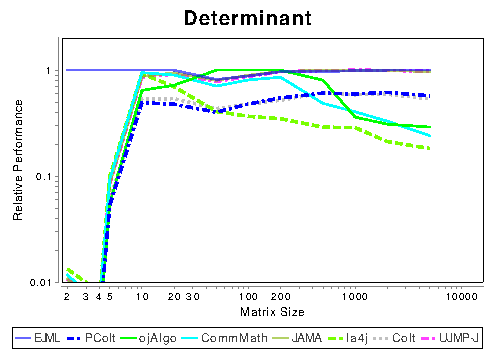 Determinant
Relative Performance
1
0.1
0.01
2 3 4 5 10 20 30 100 1000 10000
Matrix Size
EJML PColt ojAlgo CommMath JAMA la4j Colt UJMP-J